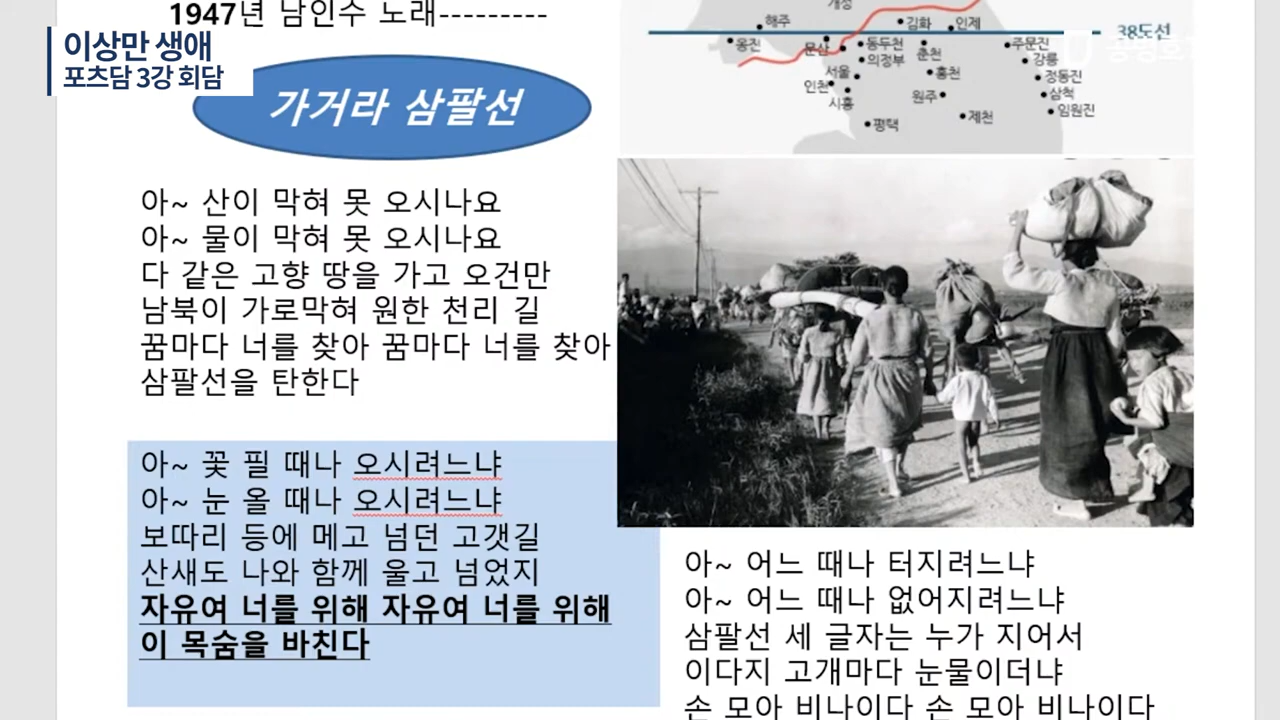 1947년 남인수 노래---------
이상만 생애
포츠담 3강 회담
가거라 삼팔선
아~ 산이 막혀 못 오시나요
아~ 물이 막혀 못 오시나요
다 같은 고향 땅을 가고 오건만
남북이 가로막혀 원한 천리 길
꿈마다 너를 찾아 꿈마다 너를 찾아
삼팔선을 탄한다
아~ 꽃 필 때나 오시려느냐
아~ 눈 올 때나 오시려느냐
보따리 등에 메고 넘던 고갯길
산새도 나와 함께 울고 넘었지
자유여 너를 위해 자유여 너를 위해
이 목숨을 바친다
개성
해주
김화
인제
38도선
옹진
문산
동두천
춘천
주문진
의정부
강릉
서울
홍천
정동진
인천
원주
삼척
시흥
임원진
평택
제천
아~ 어느 때나 터지려느냐
아~ 어느 때나 없어지려느냐
삼팔선 세 글자는 누가 지어서
이다지 고개마다 눈물이더냐
손 모아 비나이다 손 모아 비나이다